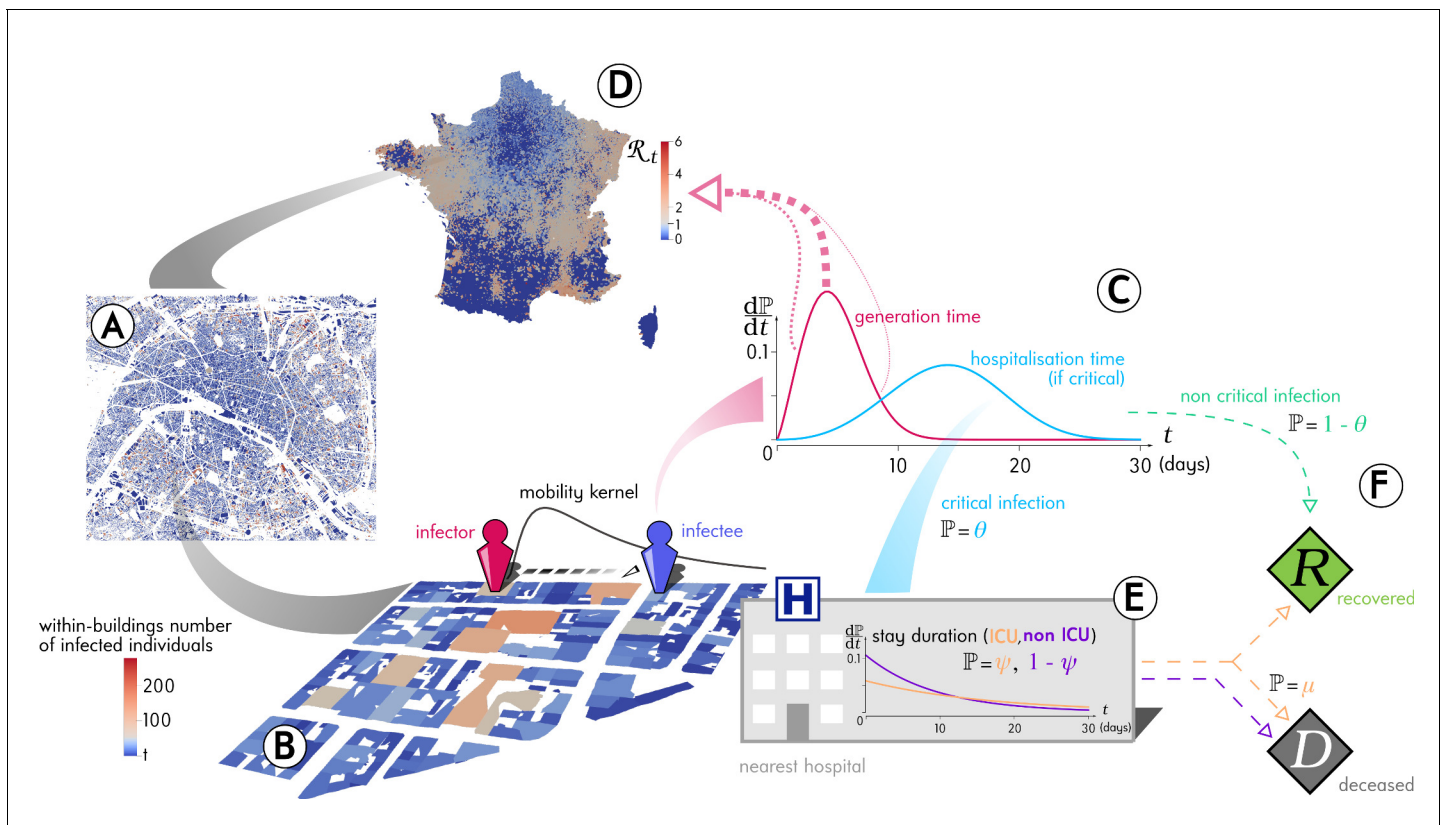 D
ℛt
6
4
2
1
0
A
C
dℙ
dt
0.1
generation time
hospitalisation time
(if critical)
0
10
20
30
t
(days)
non critical infection
ℙ = 1 - θ
critical infection
ℙ = θ
F
mobility kernel
infector
infectee
within-buildings number
of infected individuals
200
100
1
B
H
E
dℙ
dt
stay duration (ICU, non ICU)
ℙ = ψ, 1 - ψ
0.1
0
10
20
30
t
(days)
nearest hospital
R
recovered
ℙ = μ
D
deceased